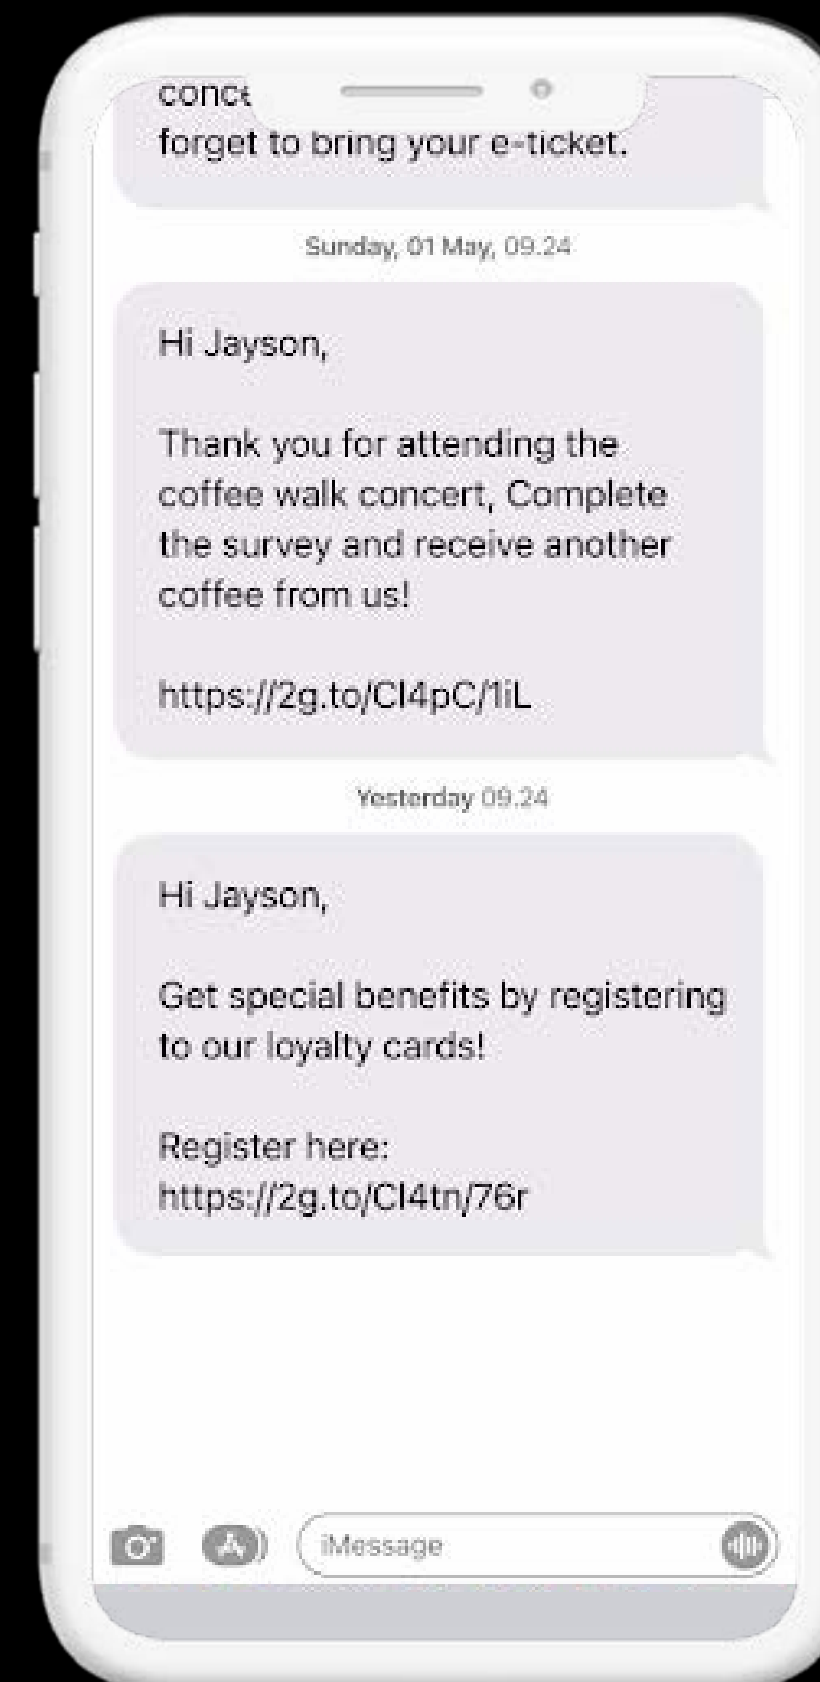 forget to bring your e-ticket.
Sunday, 01 May, 09.24
Hi Jayson,
Thank you for attending the
coffee walk concert, Complete
the survey and receive another
coffee from us!
https://2g.to/Cl4pC/1iL
Yesterday 09.24
Hi Jayson,
Get special benefits by registering
to our loyalty cards!
Register here:
https://2g.to/Cl4tn/76r
iMessage